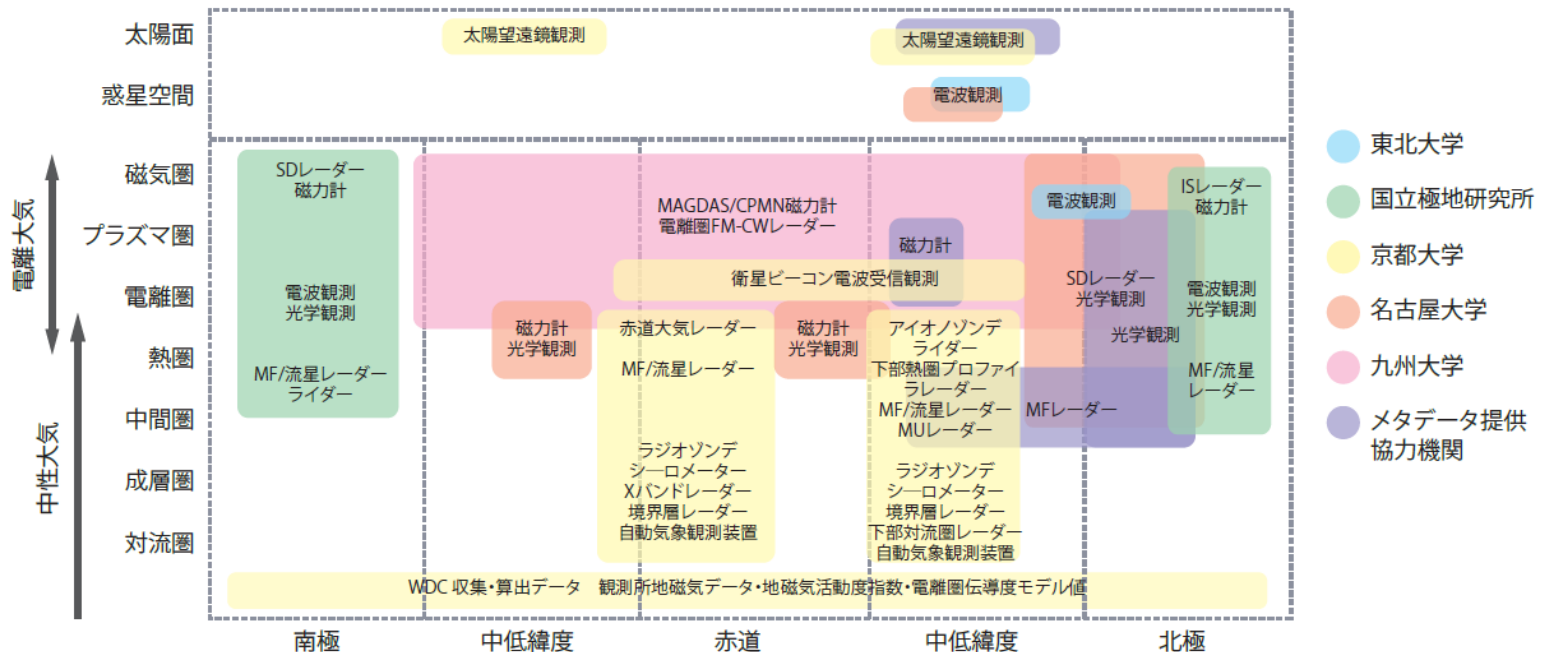 太陽面
太陽望遠鏡観測
太陽望遠鏡観測
惑星空間
電波観測
電離大気
中性大気
磁気圏
プラズマ圏
電離圏
熱圏
中間圏
成層圏
対流圏
SDレーダー
磁力計
電波観測
光学観測
MF/流星レーダー
ライダー
MAGDAS/CPMN磁力計
電離圏FM-CWレーダー
磁力計
衛星ビーコン電波受信観測
磁力計
光学観測
赤道大気レーダー
MF/流星レーダー
ラジオゾンデ
シーロメーター
Xバンドレーダー
境界層レーダー
自動気象観測装置
磁力計
光学観測
アイオノゾンデ
ライダー
下部熱圏プロファイ
ラレーダー
MF/流星レーダー
MUレーダー
ラジオゾンデ
シーロメーター
境界層レーダー
下部対流圏レーダー
自動気象観測装置
電波観測
SDレーダー
光学観測
光学観測
MFレーダー
ISレーダー
磁力計
電波観測
光学観測
MF/流星
レーダー
WDC 収集・算出データ　観測所地磁気データ・地磁気活動度指数・電離圏伝導度モデル値
南極
中低緯度
赤道
中低緯度
北極
東北大学
国立極地研究所
京都大学
名古屋大学
九州大学
メタデータ提供
協力機関